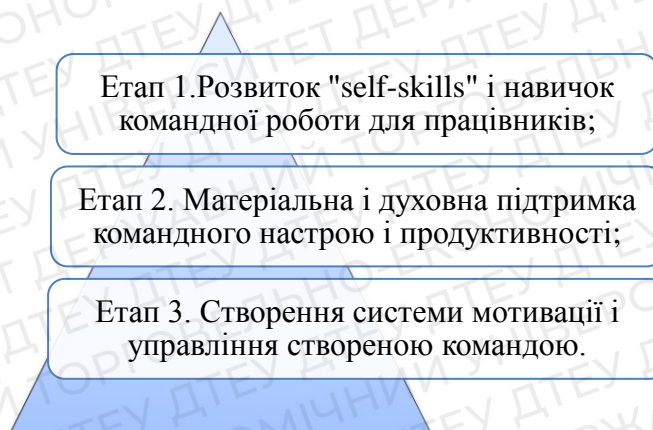 Етап 1.Розвиток "self-skills" і навичок
командної роботи для працівників;
Етап 2. Матеріальна і духовна підтримка
командного настрою і продуктивності;
Етап 3. Створення системи мотивації і
управління створеною командою.